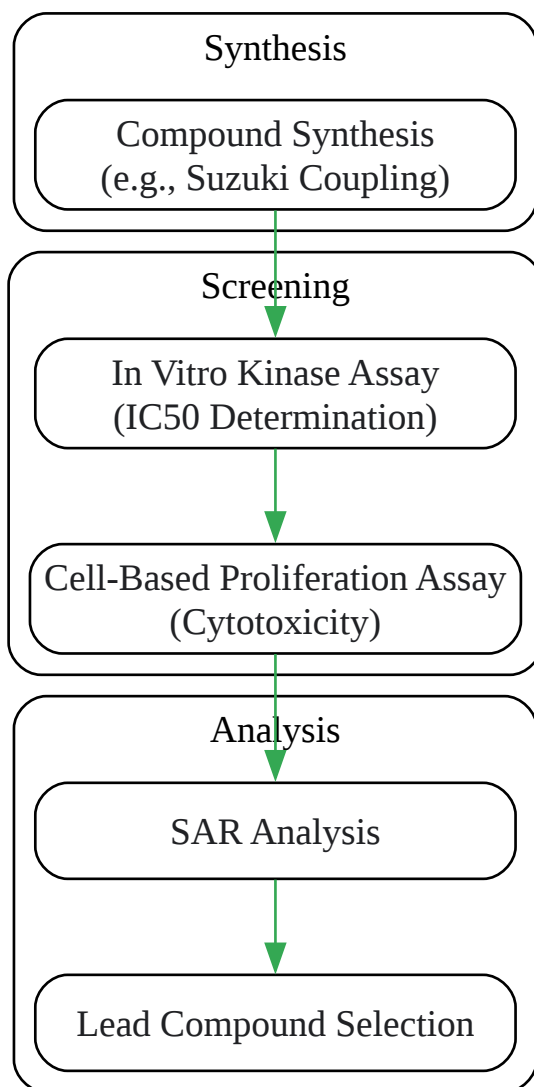 Synthesis
Compound Synthesis
(e.g., Suzuki Coupling)
Screening
In Vitro Kinase Assay
(IC50 Determination)
Cell-Based Proliferation Assay
(Cytotoxicity)
Analysis
SAR Analysis
Lead Compound Selection